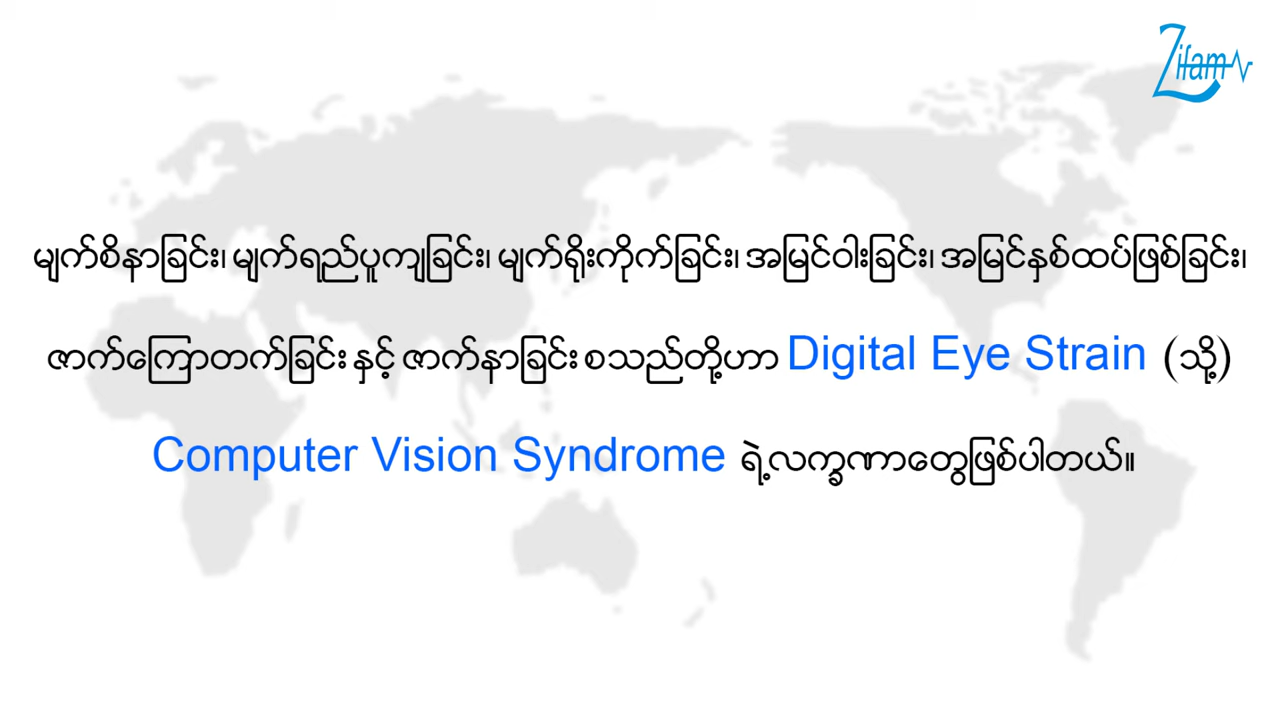 Zifam
မျက်စိနာခြင်း၊ မျက်ရည်ပူကျခြင်း၊ မျက်ရိုးကိုက်ခြင်း၊ အမြင်ဝါးခြင်း၊ အမြင်နှစ်ထပ်ဖြစ်ခြင်း၊
ဇာက်ကြောတက်ခြင်း နှင့် ဇာက်နာခြင်း စသည်တို့ဟာ Digital Eye Strain (သို့)
Computer Vision Syndrome ရဲ့လက္ခဏာတွေဖြစ်ပါတယ်။